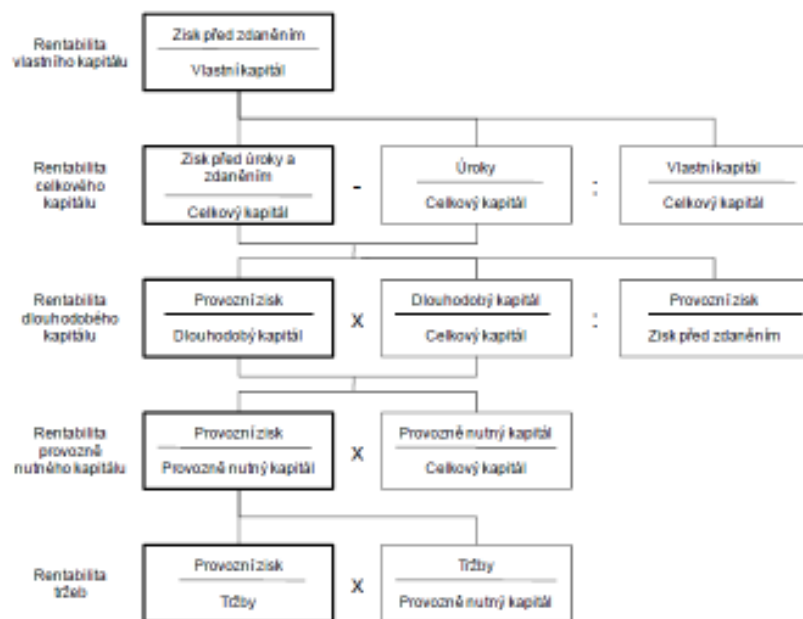 Rentabilita
vlastního kapitálu
Zisk před zdaněním
Vlastní kapitál
Rentabilita
celkového
kapitálu
Zisk před úroky a
zdaněním
Celkový kapitál
-
Úroky
Celkový kapitál
:
Vlastní kapitál
Celkový kapitál
Rentabilita
dlouhodobého
kapitálu
Provozní zisk
Dlouhodobý kapitál
x
Dlouhodobý kapitál
Celkový kapitál
:
Provozní zisk
Zisk před zdaněním
Rentabilita
provozně
nutného kapitálu
Provozní zisk
Provozně nutný kapitál
x
Provozně nutný kapitál
Celkový kapitál
Rentabilita
tržeb
Provozní zisk
Tržby
x
Tržby
Provozně nutný kapitál